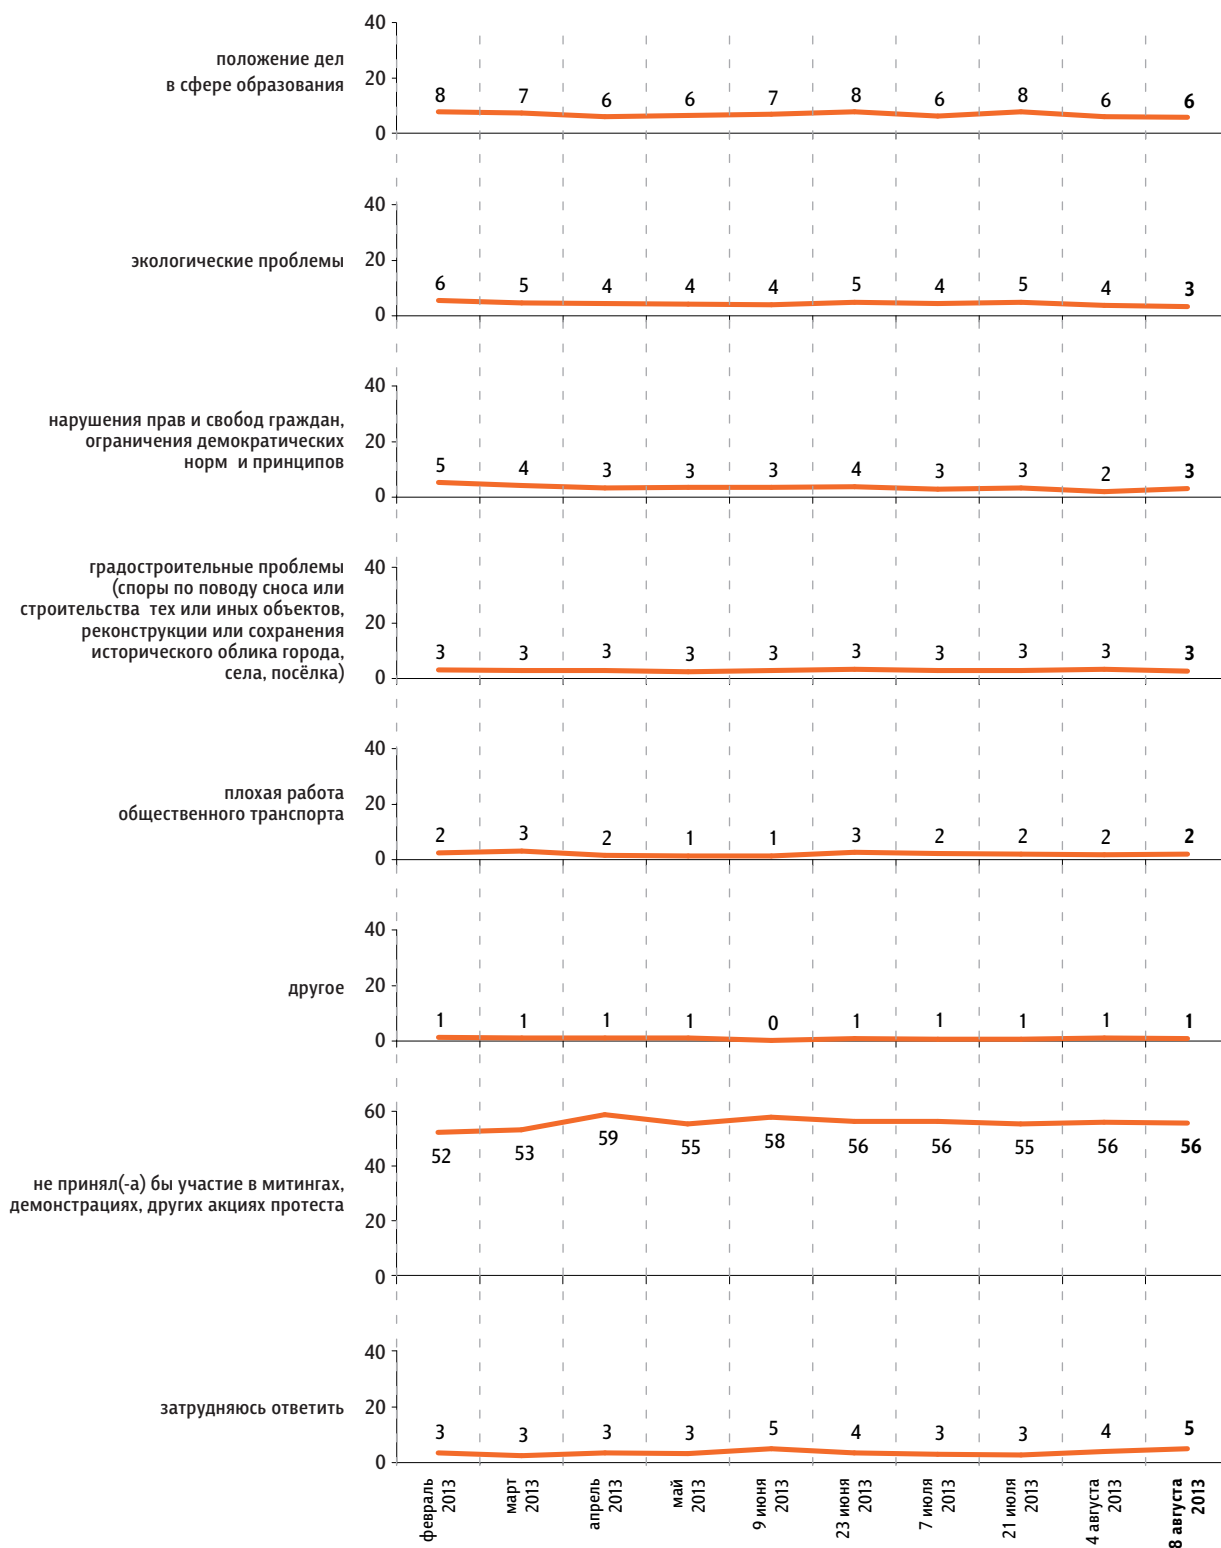 40
положение дел
в сфере образования
20
8 7 6 6 7 8 6 8 6 6
0
40
экологические проблемы
20
6 5 4 4 4 5 4 5 4 3
0
40
нарушения прав и свобод граждан,
ограничения демократических
норм и принципов
20
5 4 3 3 3 4 3 3 2 3
0
40
градостроительные проблемы
(споры по поводу сноса или
строительства тех или иных объектов,
реконструкции или сохранения
исторического облика города,
села, посёлка)
20
3 3 3 3 3 3 3 3 3 3
0
40
плохая работа
общественного транспорта
20
2 3 2 1 1 3 2 2 2 2
0
40
другое
20
1 1 1 1 0 1 1 1 1 1
0
60
52 53 59 55 58 56 56 55 56 56
40
не принял(-а) бы участие в митингах,
демонстрациях, других акциях протеста
20
0
40
затрудняюсь ответить
20
3 3 3 3 5 4 3 3 4 5
0
февраль
2013
март
2013
апрель
2013
май
2013
9 июня
2013
23 июня
2013
7 июля
2013
21 июля
2013
4 августа
2013
8 августа
2013